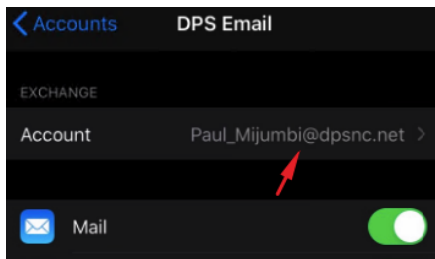 Accounts
DPS Email
EXCHANGE
Account
Paul_Mijumbi@dpsnc.net
Mail